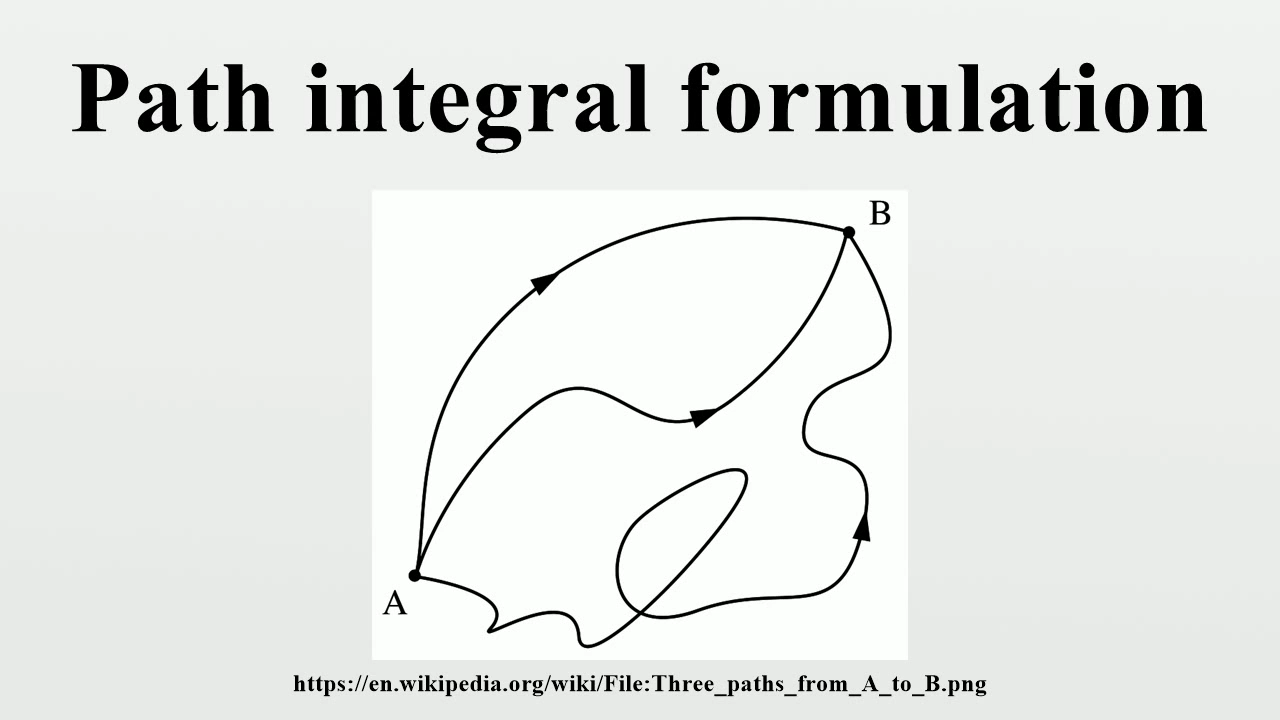 Path integral formulation
B
A
https://en.wikipedia.org/wiki/File:Three_paths_from_A_to_B.png